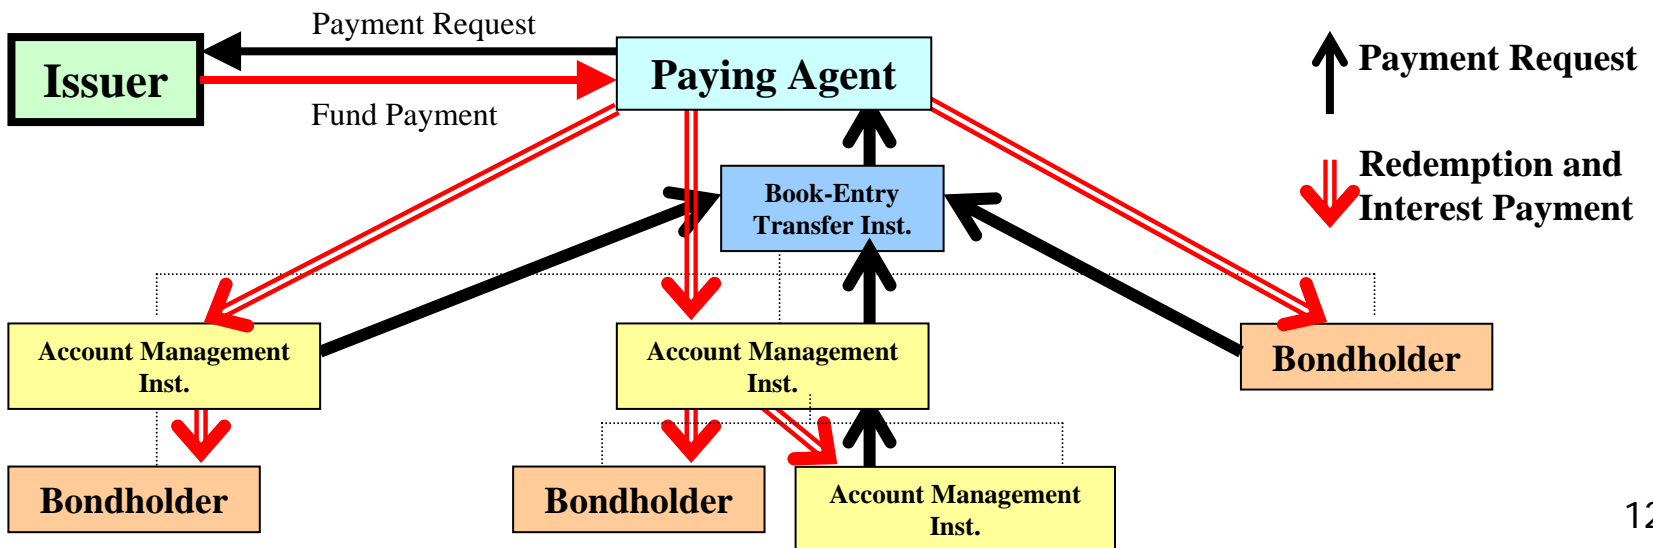 Payment Request
Issuer
Paying Agent
Fund Payment
Payment Request
Redemption and
Interest Payment
Book-Entry
Transfer Inst.
Account Management
Inst.
Account Management
Inst.
Bondholder
Bondholder
Bondholder
Account Management
Inst.
12